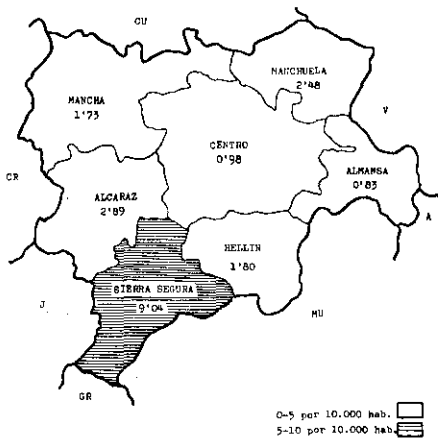 CU
MANCHUELA
2'48
MANCHA
1'73
V
CENTRO
0'98
CR
ALMANSA
0'83
ALCARAZ
2'89
A
HELLIN
1'80
SIERRA SEGURA
9'04
J
MU
GR
0-5 por 10.000 hab.
5-10 por 10.000 hab.